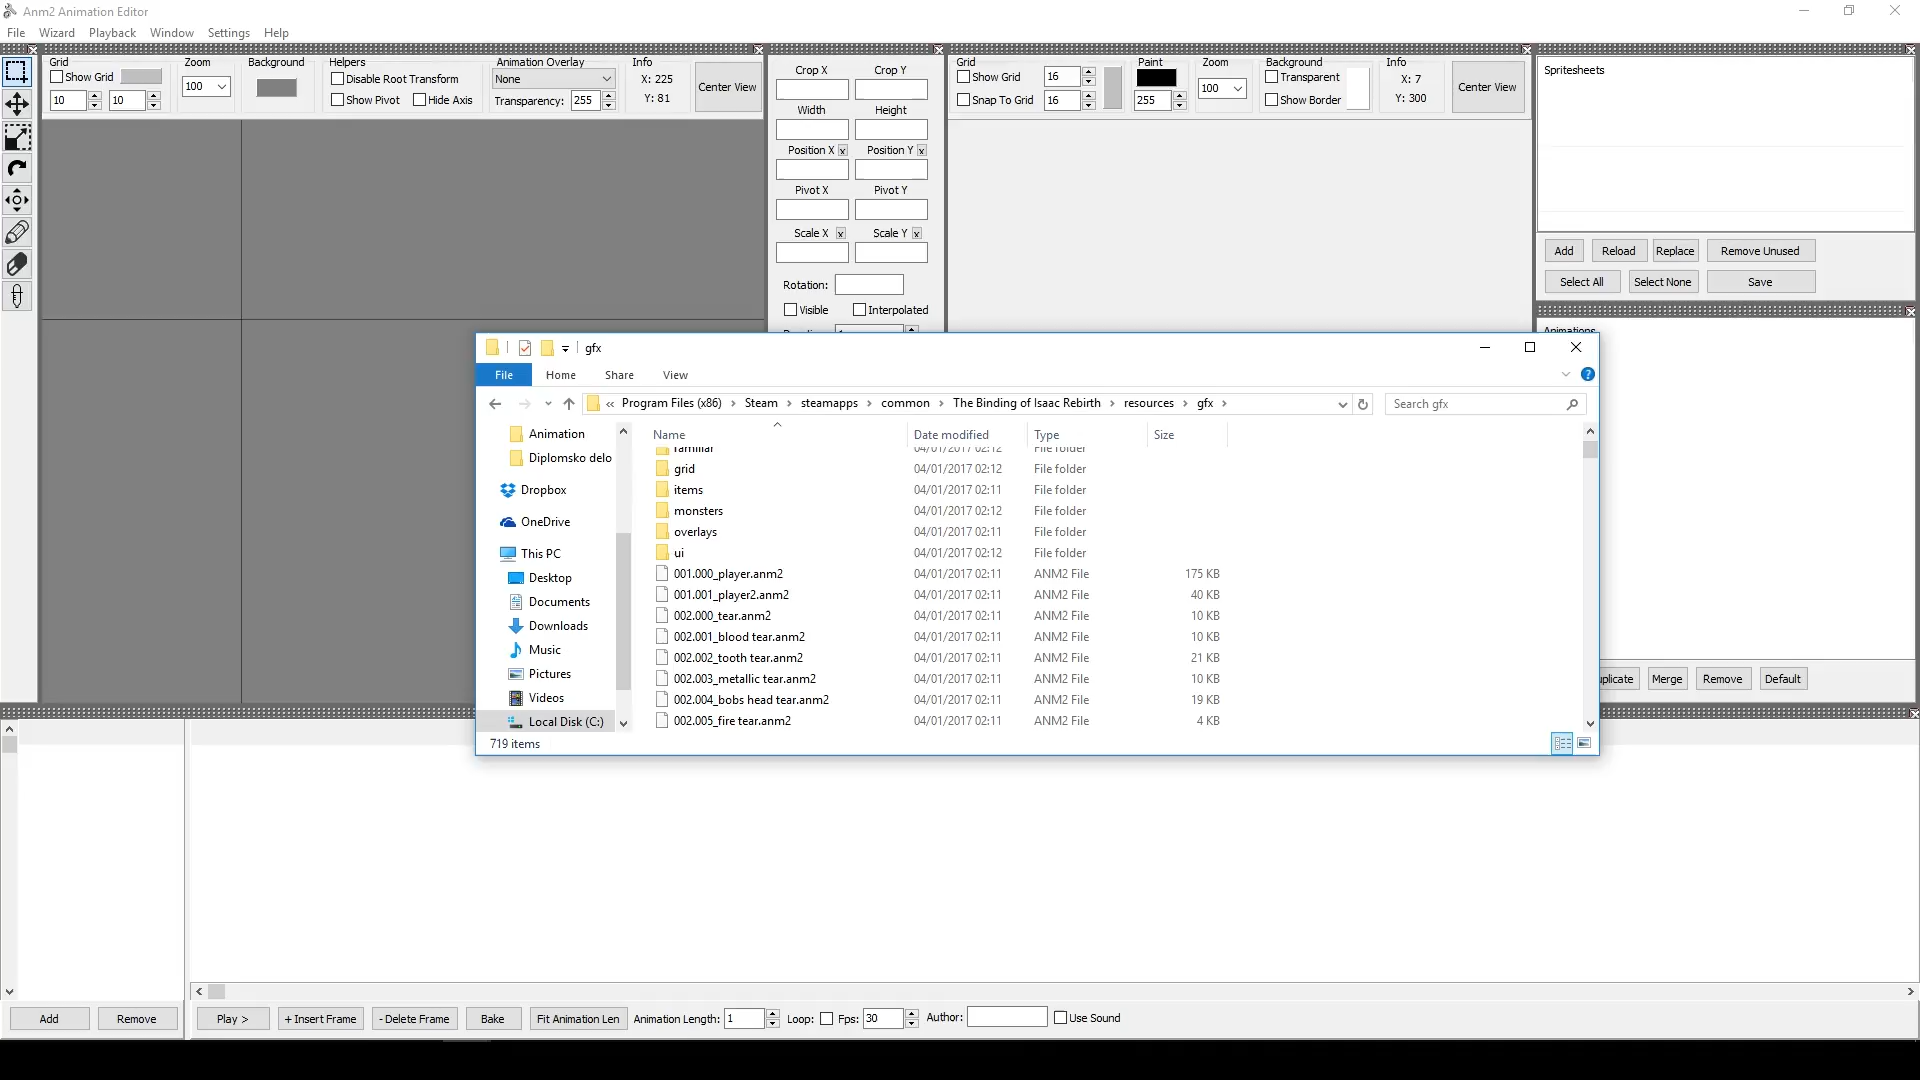 Anm2 Animation Editor
File Wizard Playback Window Settings Help
Grid Zoom Background Helpers Animation Overlay Info
Show Grid 100 Disable Root Transform None X: 225 Center View
10 10 Show Pivot Hide Axis Transparency: 255 Y: 81
Crop X Crop Y
Width Height
Position X x Position Y x
Pivot X Pivot Y
Scale X x Scale Y x
Rotation:
Visible Interpolated
Grid Paint Zoom Background Info
Show Grid 16 100 Transparent X: 7 Center View
Snap To Grid 16 255 Show Border Y: 300
Spritesheets
Add Reload Replace Remove Unused
Select All Select None Save
Animations
plicate Merge Remove Default
gfx
File Home Share View
« Program Files (x86) > Steam > steamapps > common > The Binding of Isaac Rebirth > resources > gfx > Search gfx
Animation
Diplomsko delo
Dropbox
OneDrive
This PC
Desktop
Documents
Downloads
Music
Pictures
Videos
Local Disk (C:)
Name Date modified Type Size
familiar 04/01/2017 02:12 File folder
grid 04/01/2017 02:12 File folder
items 04/01/2017 02:11 File folder
monsters 04/01/2017 02:12 File folder
overlays 04/01/2017 02:11 File folder
ui 04/01/2017 02:12 File folder
001.000_player.anm2 04/01/2017 02:11 ANM2 File 175 KB
001.001_player2.anm2 04/01/2017 02:11 ANM2 File 40 KB
002.000_tear.anm2 04/01/2017 02:11 ANM2 File 10 KB
002.001_blood tear.anm2 04/01/2017 02:11 ANM2 File 10 KB
002.002_tooth tear.anm2 04/01/2017 02:11 ANM2 File 21 KB
002.003_metallic tear.anm2 04/01/2017 02:11 ANM2 File 10 KB
002.004_bobs head tear.anm2 04/01/2017 02:11 ANM2 File 19 KB
002.005_fire tear.anm2 04/01/2017 02:11 ANM2 File 4 KB
719 items
Add Remove Play > + Insert Frame - Delete Frame Bake Fit Animation Len Animation Length: 1 Loop: Fps: 30 Author: Use Sound